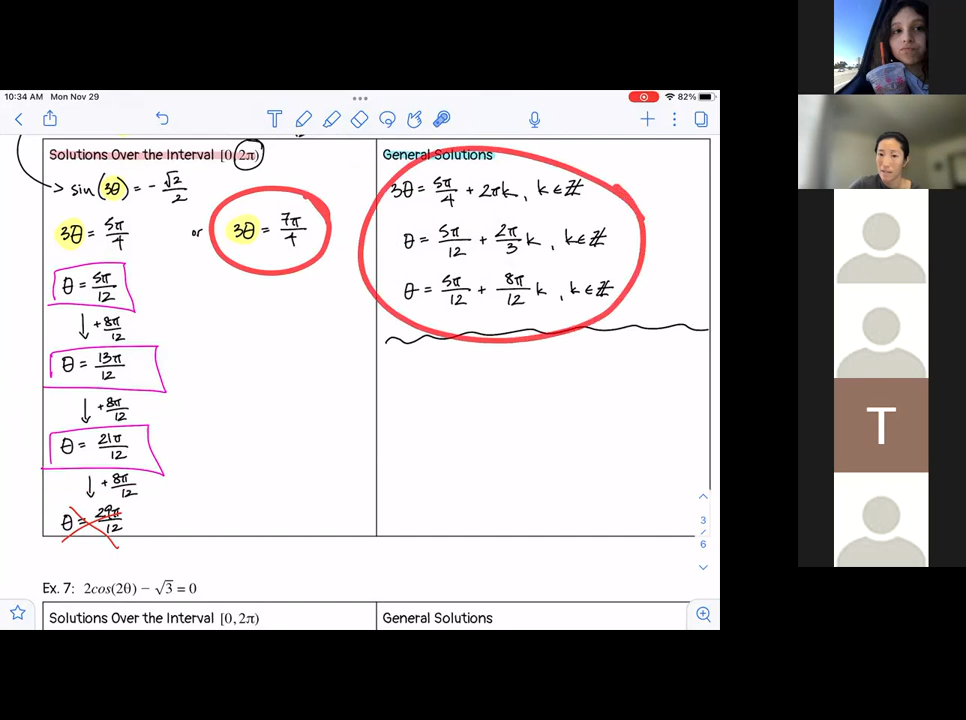 10:34 AM Mon Nov 29
82%
T
Solutions Over the Interval [0, 2π)
General Solutions
> sin(3θ) = - √2/2
3θ = 5π/4 or 3θ = 7π/4
θ = 5π/12
↓ + 8π/12
θ = 13π/12
↓ + 8π/12
θ = 21π/12
↓ + 8π/12
θ = 29π/12
3θ = 5π/4 + 2πk, k ∈ ℤ
θ = 5π/12 + 2π/3 k, k ∈ ℤ
θ = 5π/12 + 8π/12 k, k ∈ ℤ
3
/
6
Ex. 7: 2cos(2θ) − √3 = 0
Solutions Over the Interval [0, 2π)
General Solutions
T